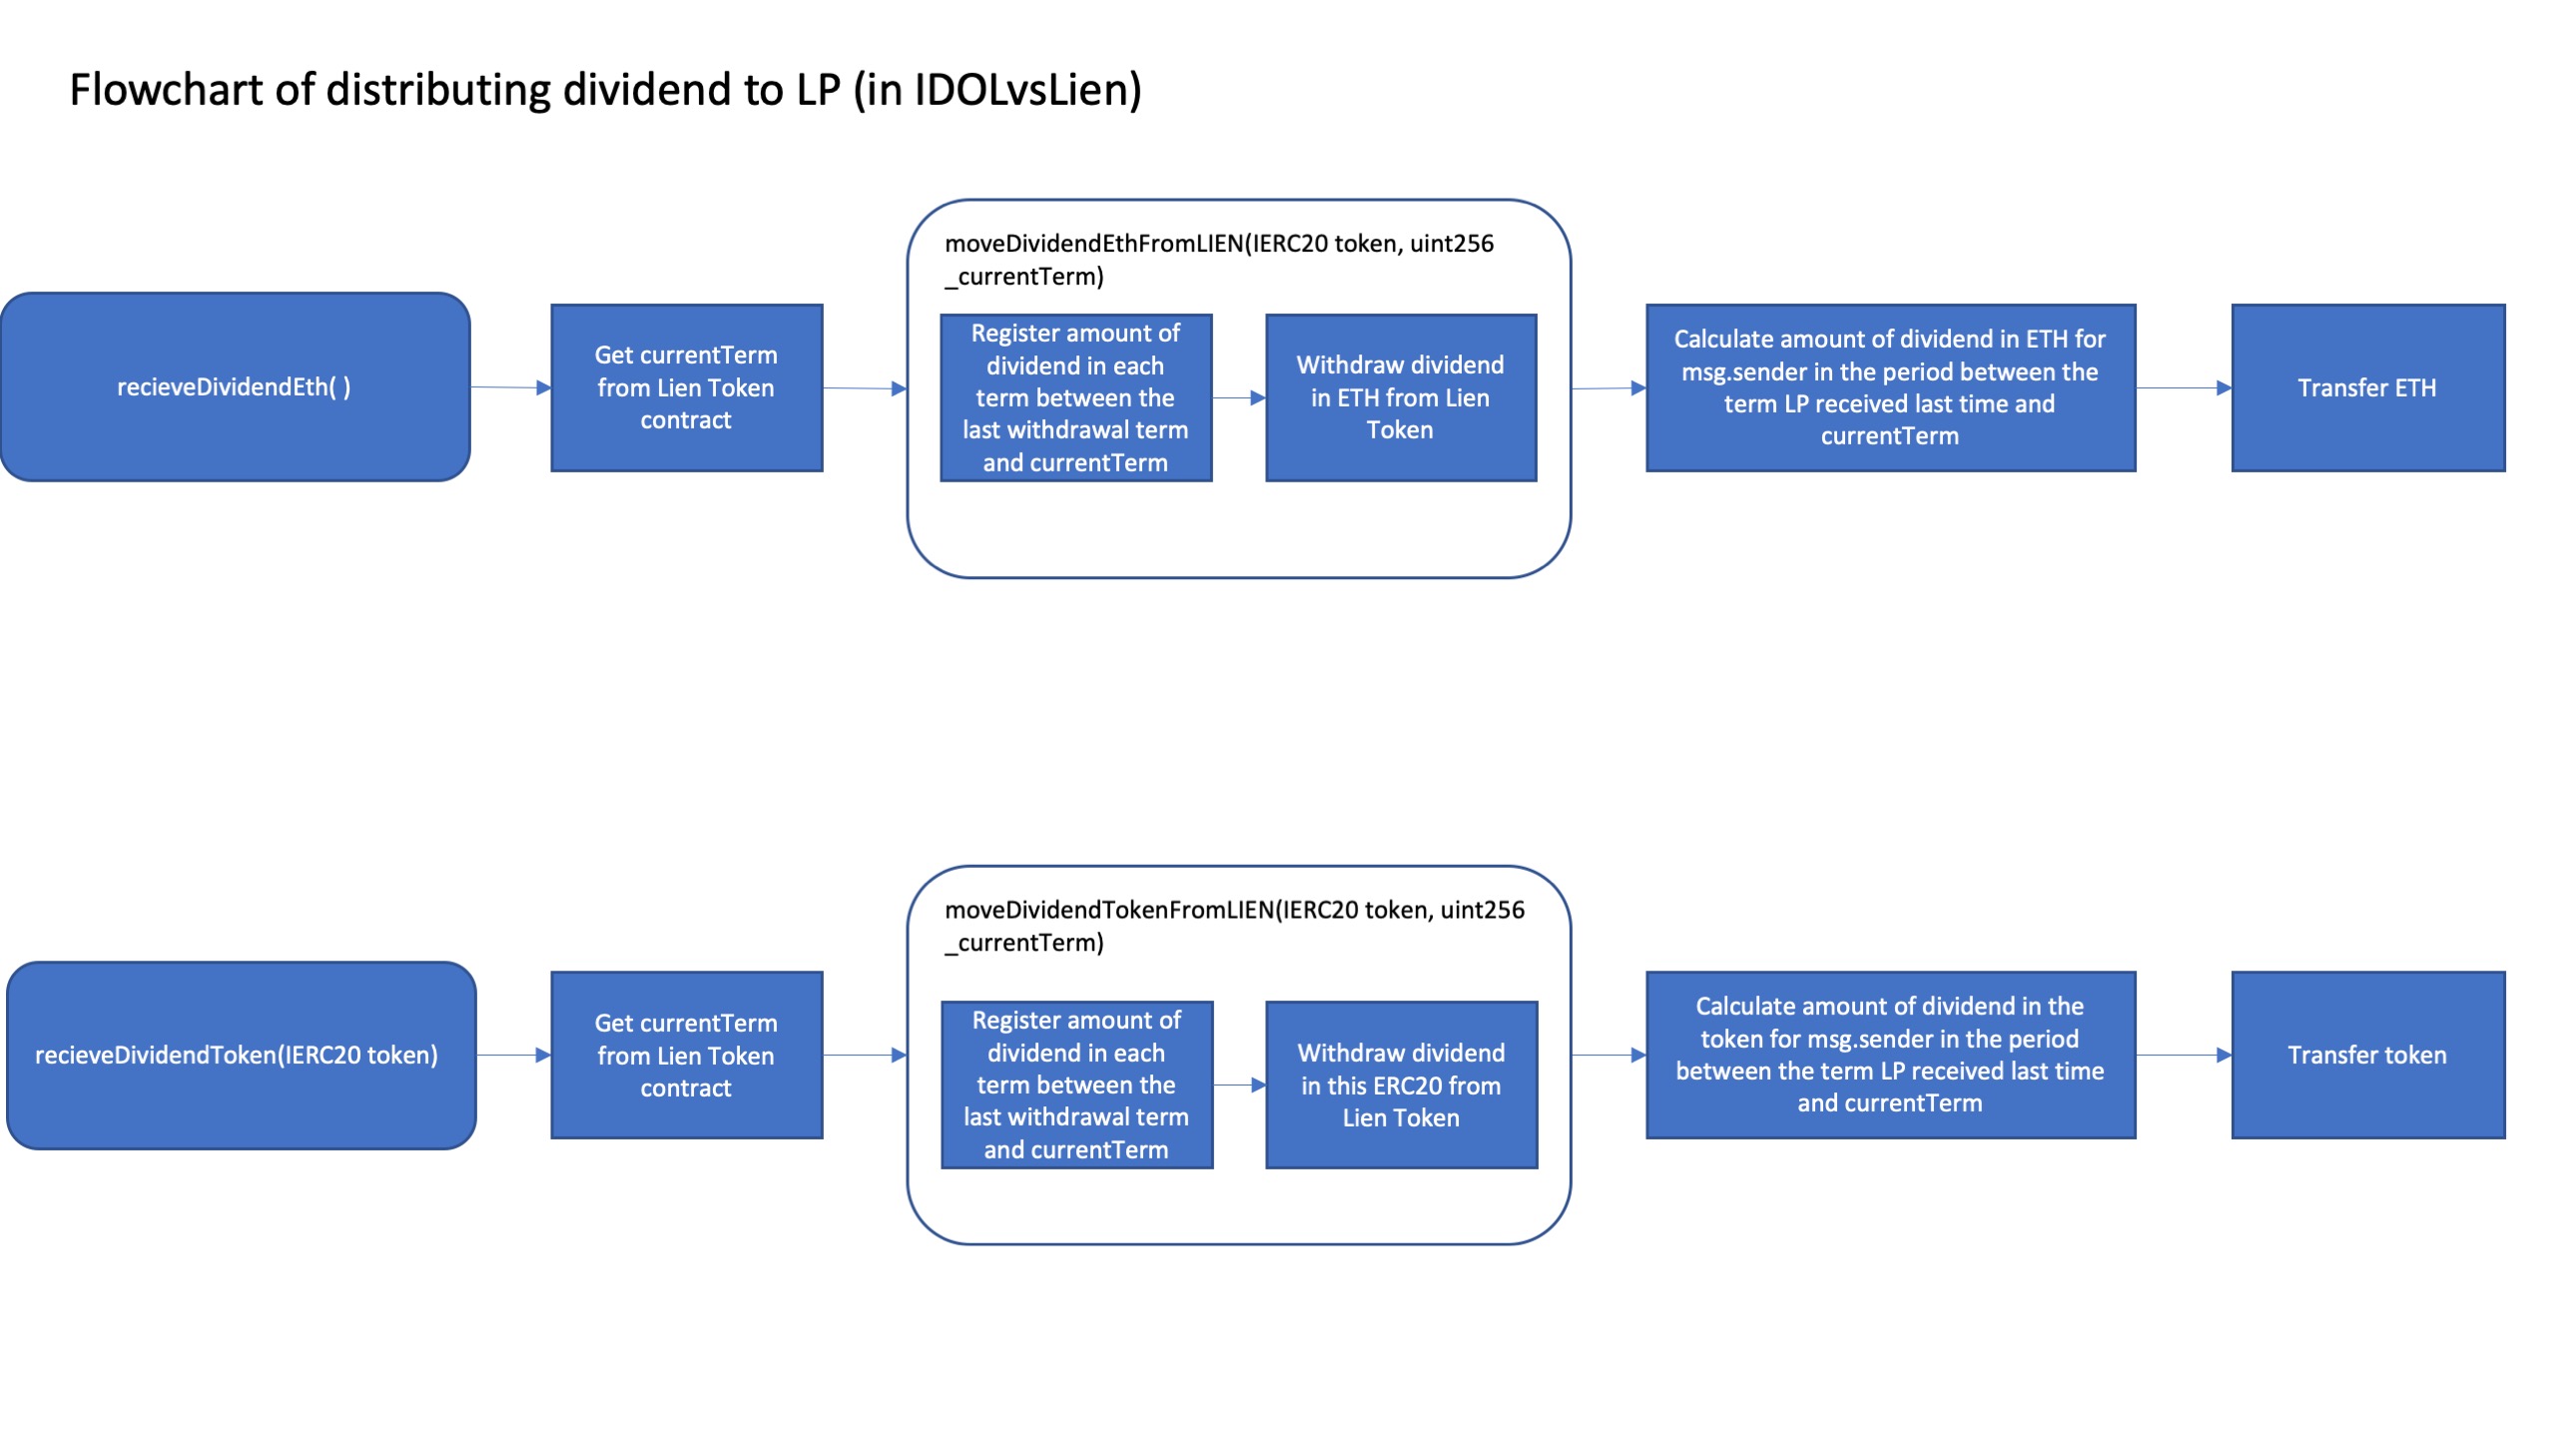 Flowchart of distributing dividend to LP (in IDOLvsLien)
recieveDividendEth( )
Get currentTerm
from Lien Token
contract
moveDividendEthFromLIEN(IERC20 token, uint256
_currentTerm)
Register amount of
dividend in each
term between the
last withdrawal term
and currentTerm
Withdraw dividend
in ETH from Lien
Token
Calculate amount of dividend in ETH for
msg.sender in the period between the
term LP received last time and
currentTerm
Transfer ETH
recieveDividendToken(IERC20 token)
Get currentTerm
from Lien Token
contract
moveDividendTokenFromLIEN(IERC20 token, uint256
_currentTerm)
Register amount of
dividend in each
term between the
last withdrawal term
and currentTerm
Withdraw dividend
in this ERC20 from
Lien Token
Calculate amount of dividend in the
token for msg.sender in the period
between the term LP received last time
and currentTerm
Transfer token